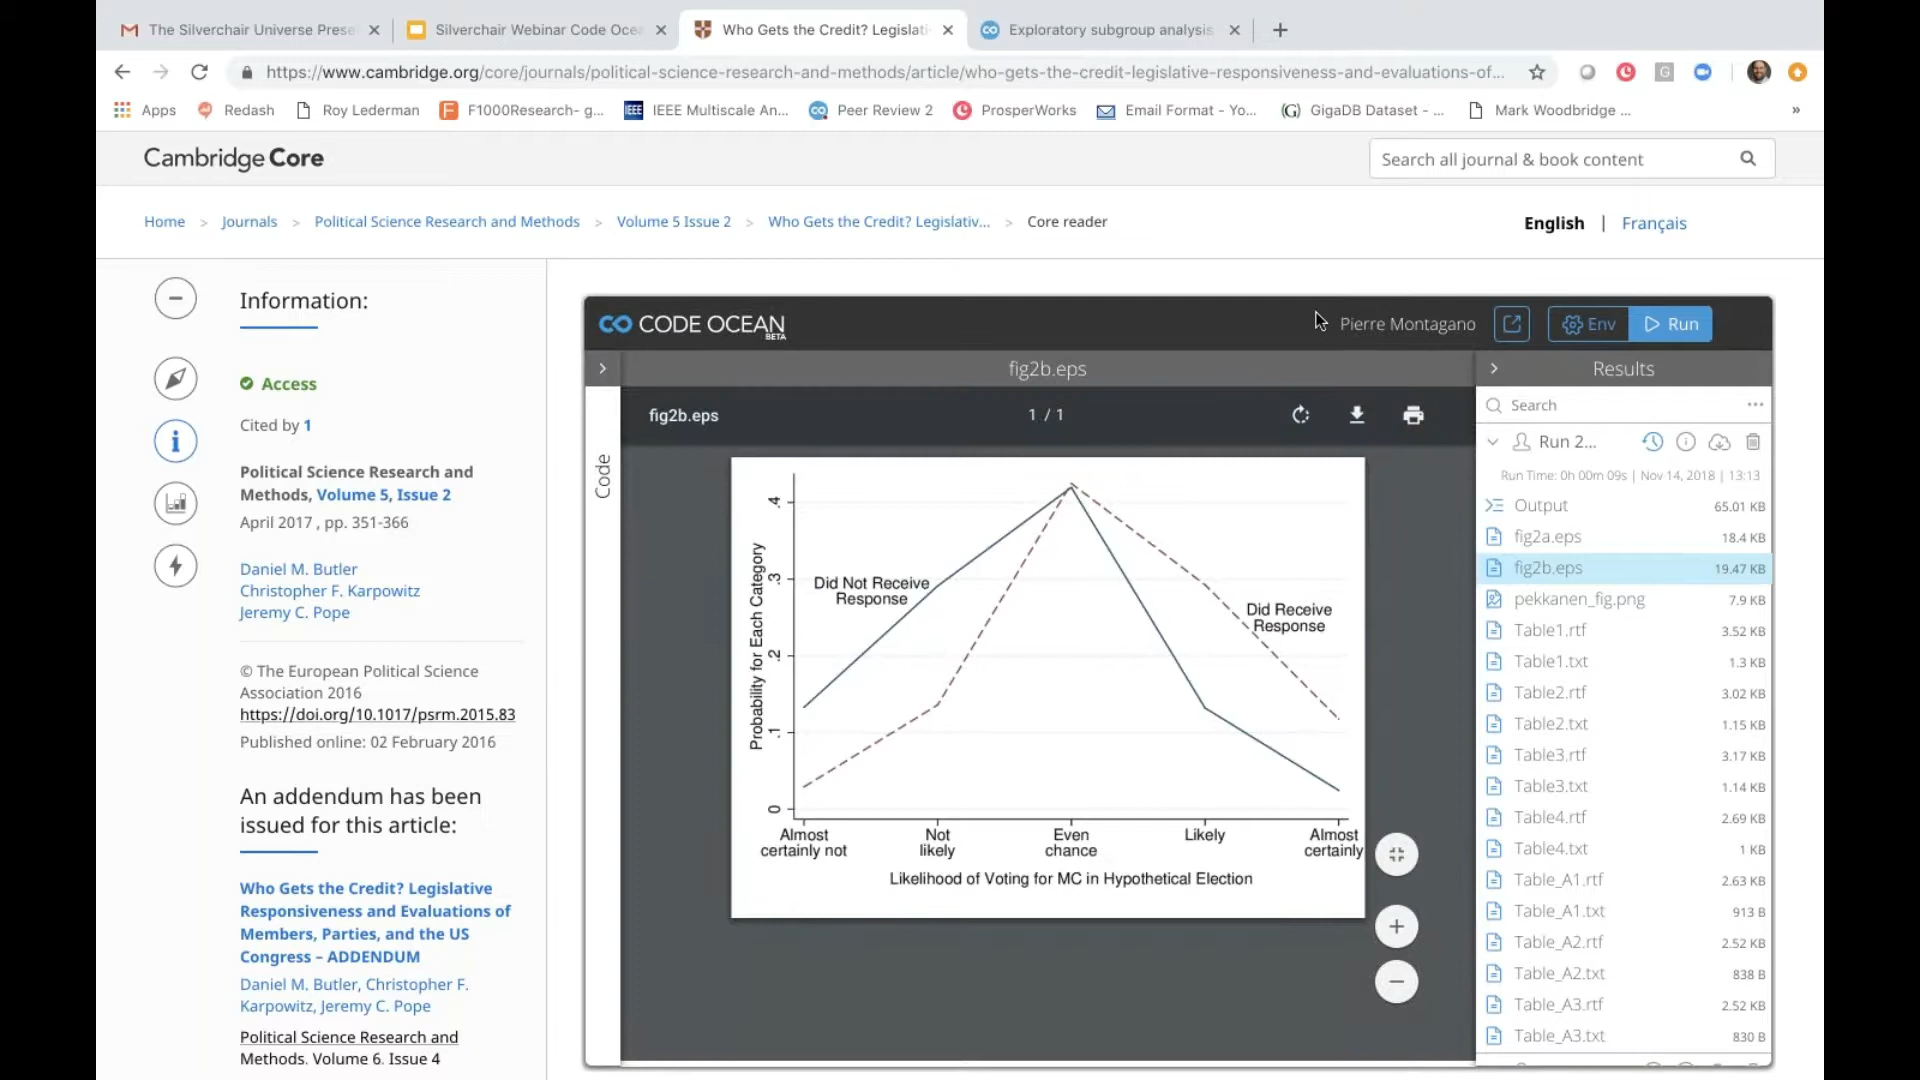 The Silverchair Universe Prese
Silverchair Webinar Code Ocea
Who Gets the Credit? Legislati
Exploratory subgroup analysis
https://www.cambridge.org/core/journals/political-science-research-and-methods/article/who-gets-the-credit-legislative-responsiveness-and-evaluations-of...
Apps
Redash
Roy Lederman
F1000Research- g...
IEEE Multiscale An...
Peer Review 2
ProsperWorks
Email Format - Yo...
GigaDB Dataset - ...
Mark Woodbridge ...
»
Cambridge Core
Search all journal & book content
Home > Journals > Political Science Research and Methods > Volume 5 Issue 2 > Who Gets the Credit? Legislativ... > Core reader
English | Français
Information:
Access
Cited by 1
Political Science Research and
Methods, Volume 5, Issue 2
April 2017 , pp. 351-366
Daniel M. Butler
Christopher F. Karpowitz
Jeremy C. Pope
© The European Political Science
Association 2016
https://doi.org/10.1017/psrm.2015.83
Published online: 02 February 2016
An addendum has been
issued for this article:
Who Gets the Credit? Legislative
Responsiveness and Evaluations of
Members, Parties, and the US
Congress – ADDENDUM
Daniel M. Butler, Christopher F.
Karpowitz, Jeremy C. Pope
Political Science Research and
Methods, Volume 6, Issue 4
CODE OCEAN
BETA
Pierre Montagano
Env
Run
fig2b.eps
Code
fig2b.eps
1 / 1
Probability for Each Category
.4
.3
.2
.1
0
Did Not Receive
Response
Did Receive
Response
Almost
certainly not
Not
likely
Even
chance
Likely
Almost
certainly
Likelihood of Voting for MC in Hypothetical Election
Results
Search
Run 2...
Run Time: 0h 00m 09s | Nov 14, 2018 | 13:13
Output 65.01 KB
fig2a.eps 18.4 KB
fig2b.eps 19.47 KB
pekkanen_fig.png 7.9 KB
Table1.rtf 3.52 KB
Table1.txt 1.3 KB
Table2.rtf 3.02 KB
Table2.txt 1.15 KB
Table3.rtf 3.17 KB
Table3.txt 1.14 KB
Table4.rtf 2.69 KB
Table4.txt 1 KB
Table_A1.rtf 2.63 KB
Table_A1.txt 913 B
Table_A2.rtf 2.52 KB
Table_A2.txt 838 B
Table_A3.rtf 2.52 KB
Table_A3.txt 830 B